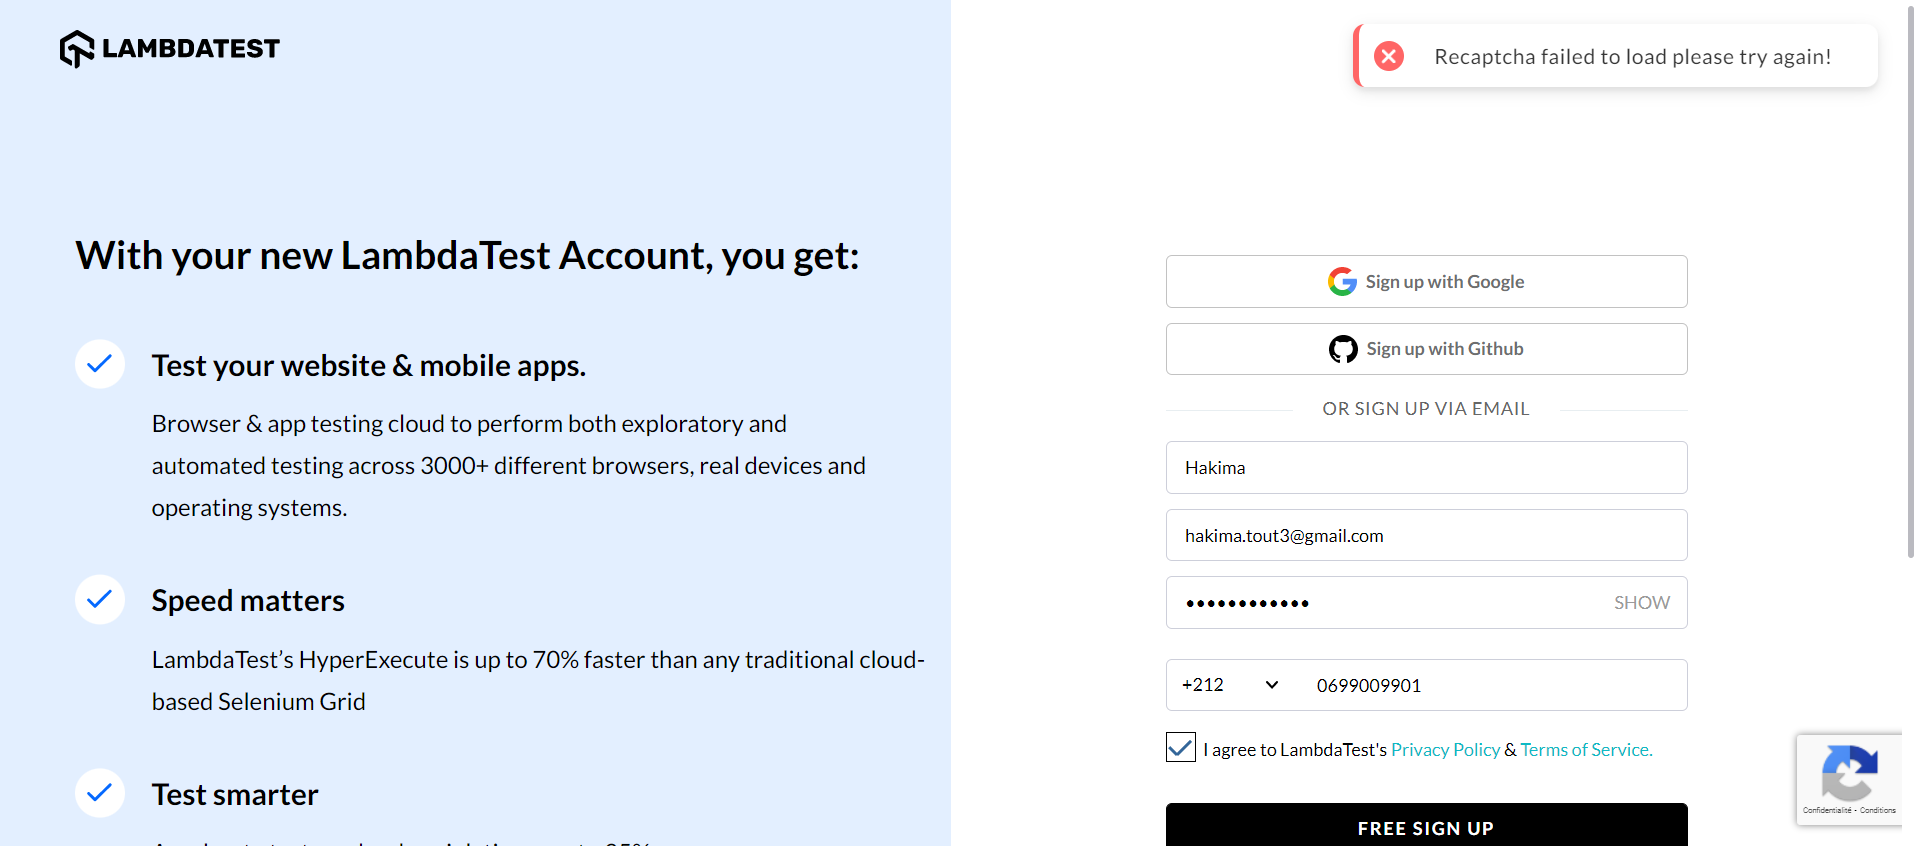 LAMBDATEST
Recaptcha failed to load please try again!
With your new LambdaTest Account, you get:
Test your website & mobile apps.
Browser & app testing cloud to perform both exploratory and
automated testing across 3000+ different browsers, real devices and
operating systems.
Speed matters
LambdaTest’s HyperExecute is up to 70% faster than any traditional cloud-
based Selenium Grid
Test smarter
Sign up with Google
Sign up with Github
OR SIGN UP VIA EMAIL
Hakima
hakima.tout3@gmail.com
•••••••••••• SHOW
+212 0699009901
I agree to LambdaTest's Privacy Policy & Terms of Service.
FREE SIGN UP
Confidentialité - Conditions